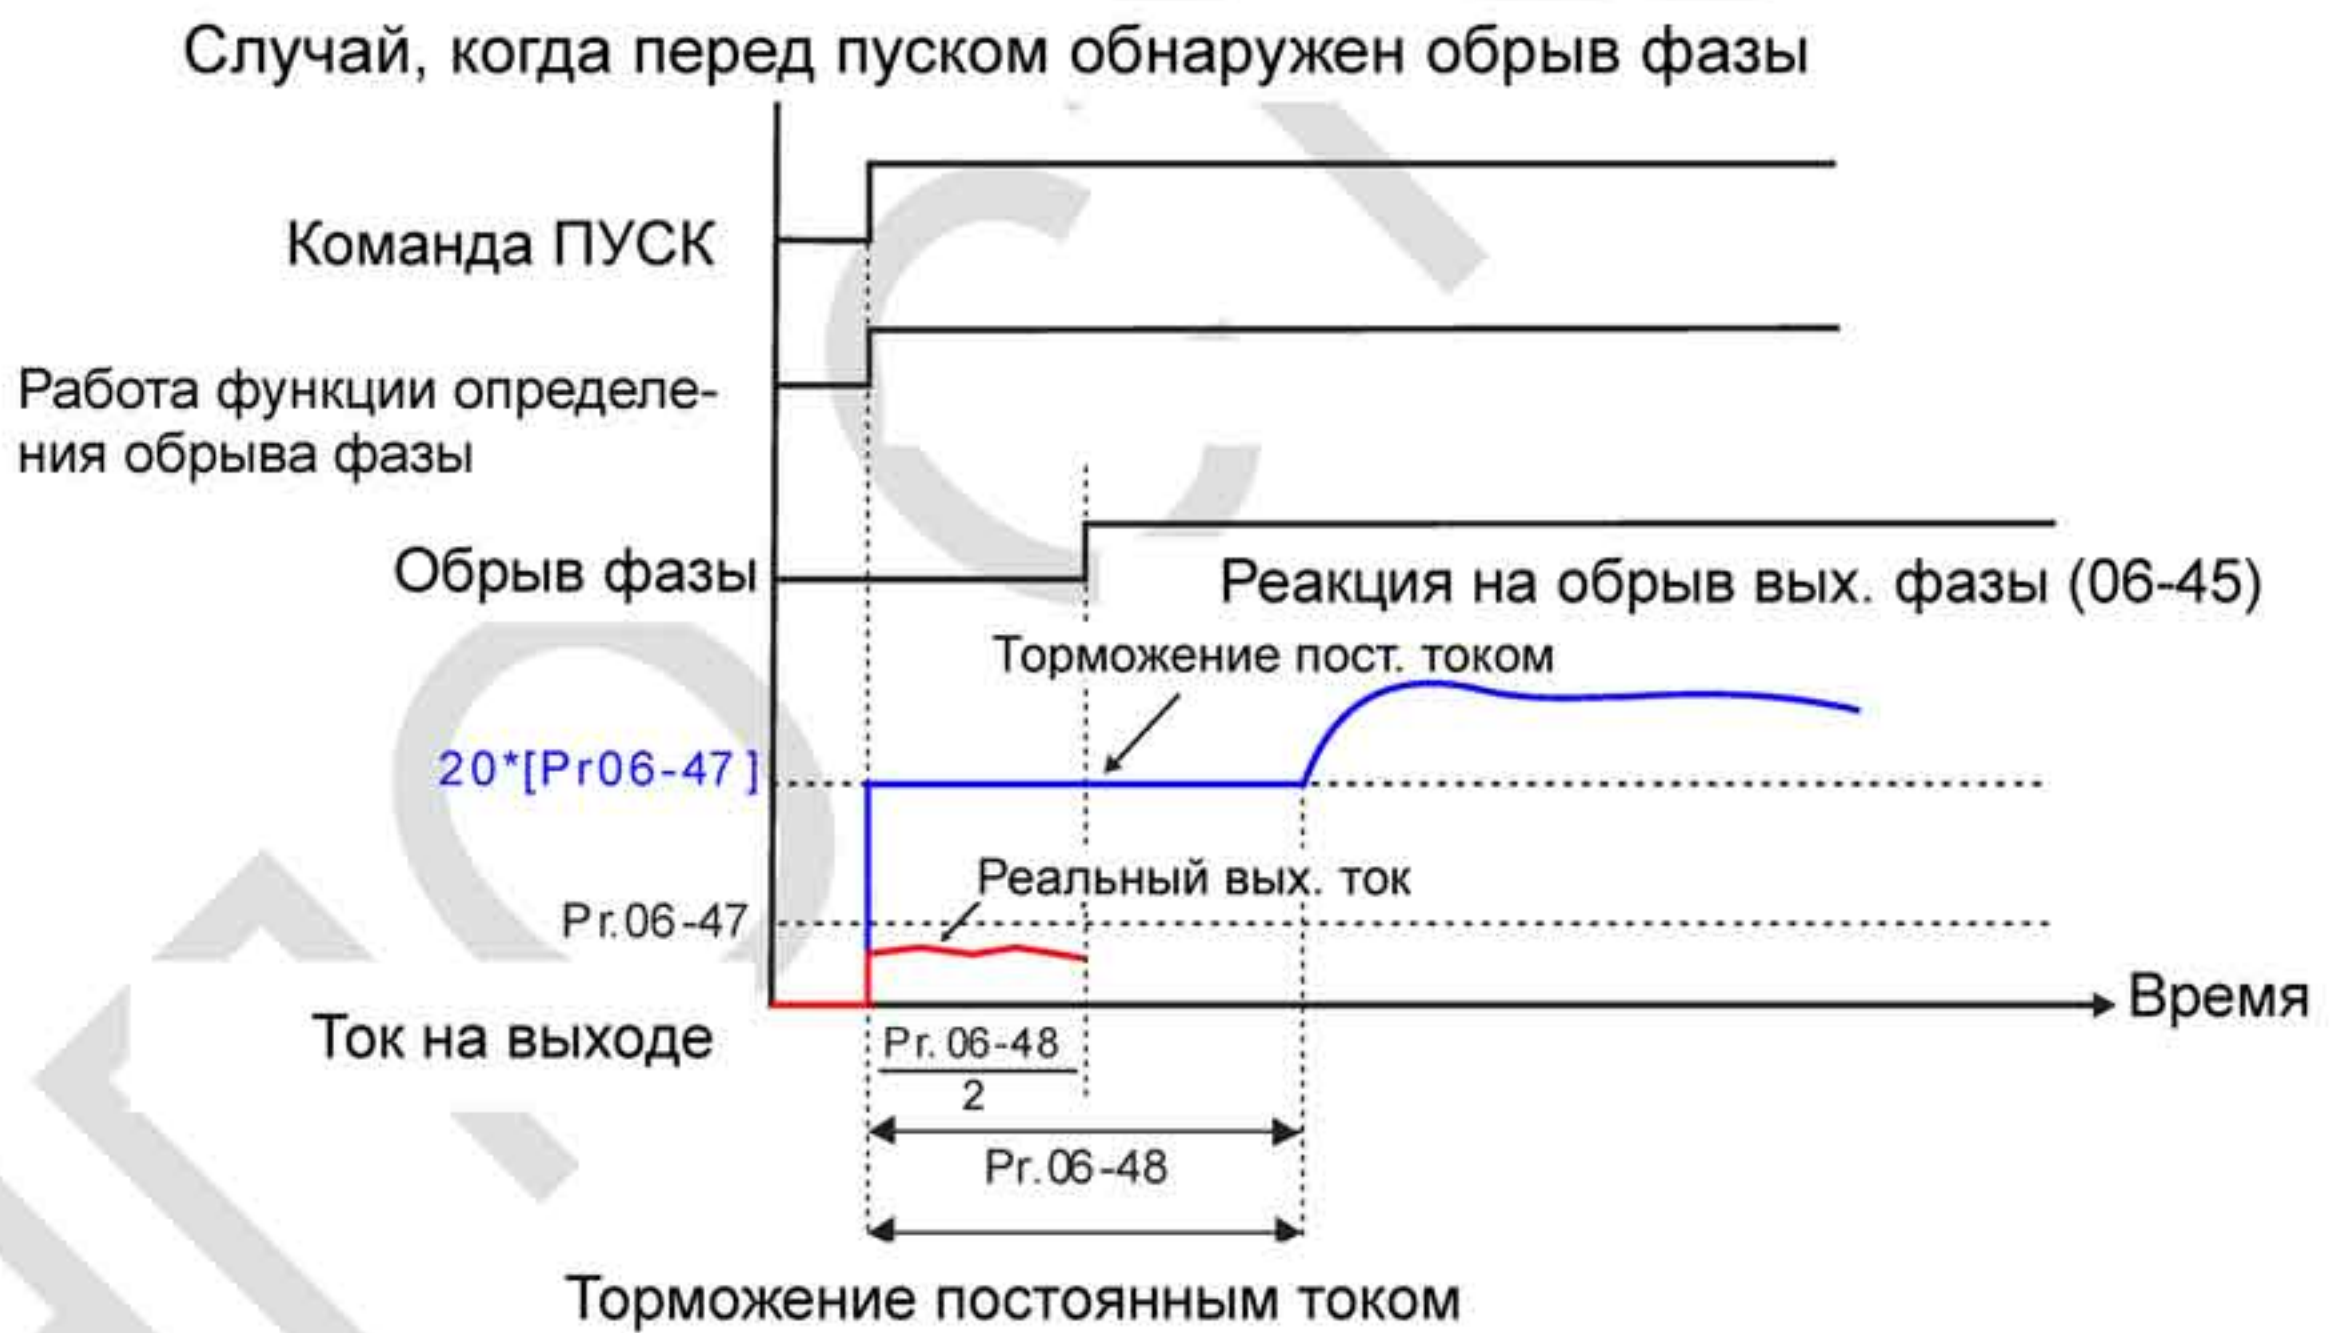 Случай, когда перед пуском обнаружен обрыв фазы
Команда ПУСК
Работа функции определе-
ния обрыва фазы
Обрыв фазы
Реакция на обрыв вых. фазы (06-45)
Торможение пост. током
20*[Pr06-47]
Реальный вых. ток
Pr.06-47
Время
Ток на выходе
Pr. 06-48
2
Pr.06-48
Торможение постоянным током